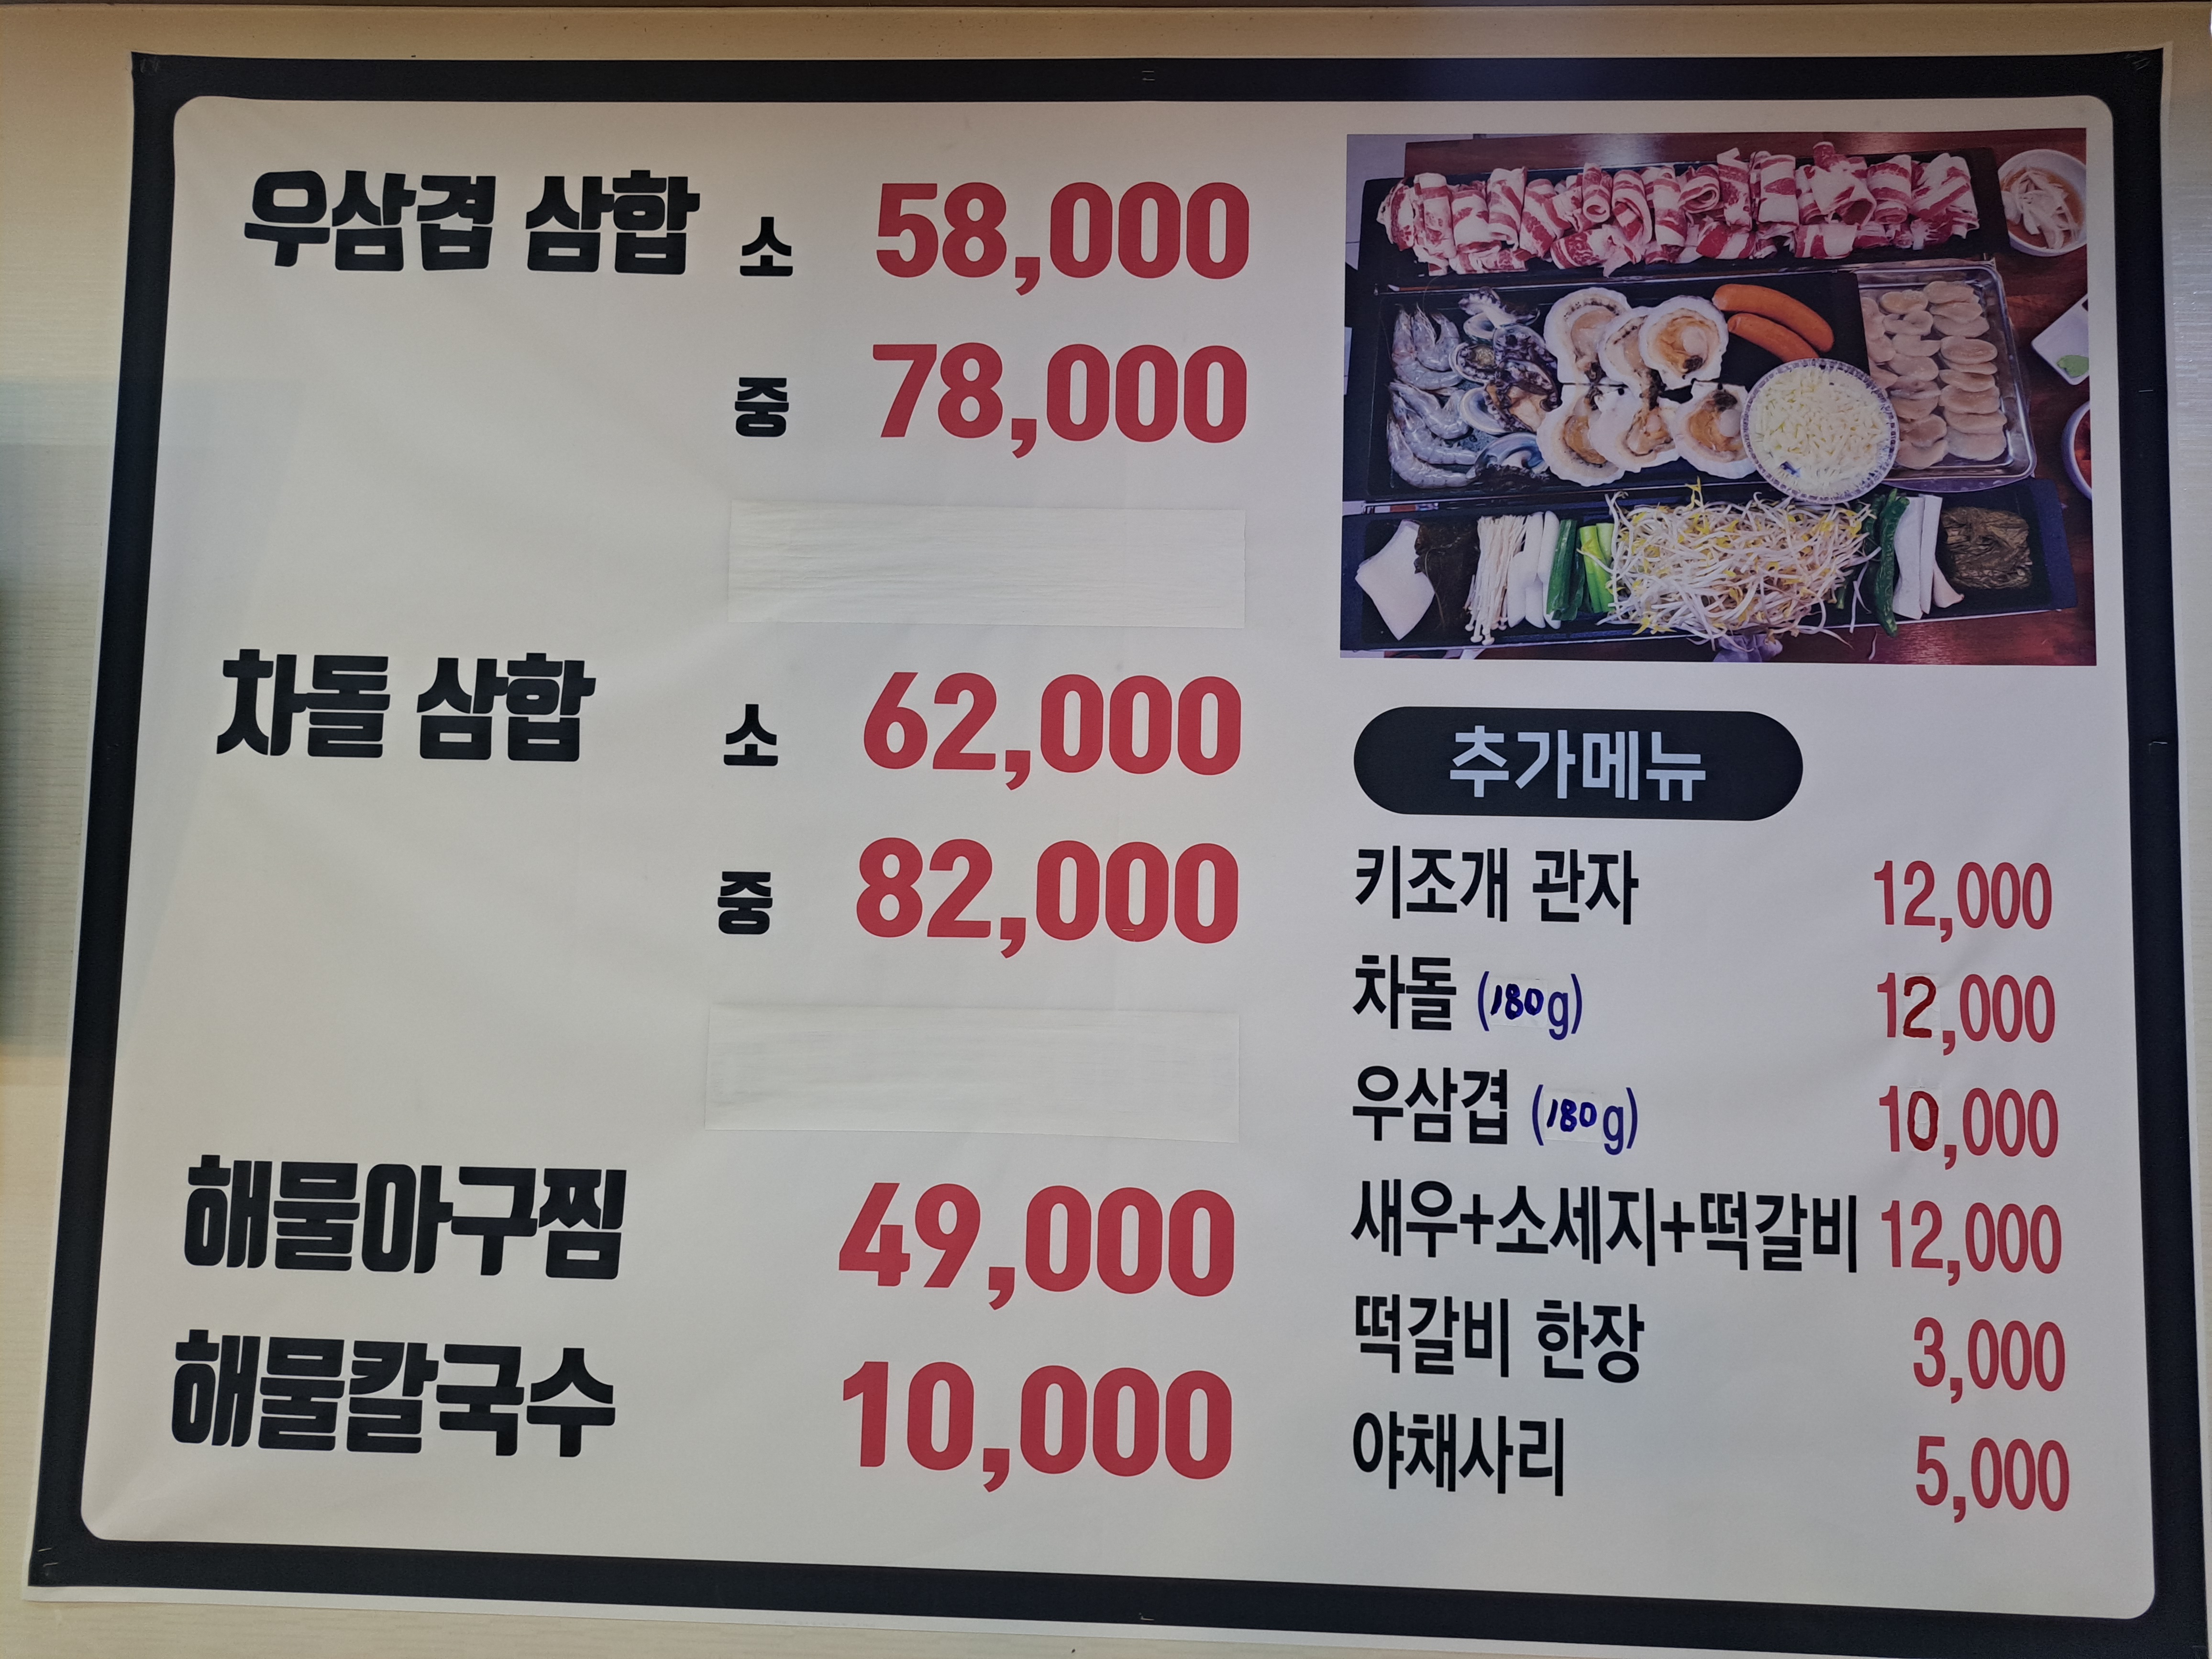 우삼겹 삼합 소 58,000
중 78,000
차돌 삼합 소 62,000
중 82,000
해물아구찜 49,000
해물칼국수 10,000
추가메뉴
키조개 관자 12,000
차돌 (180g) 12,000
우삼겹 (180g) 10,000
새우+소세지+떡갈비 12,000
떡갈비 한장 3,000
야채사리 5,000